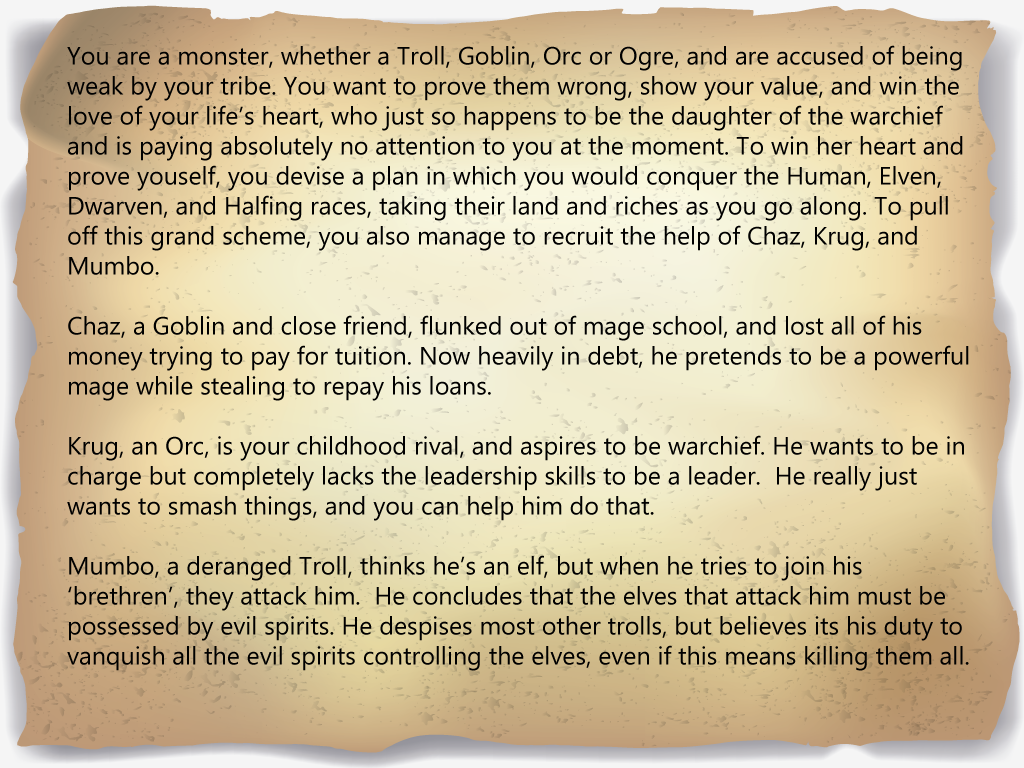 You are a monster, whether a Troll, Goblin, Orc or Ogre, and are accused of being
weak by your tribe. You want to prove them wrong, show your value, and win the
love of your life’s heart, who just so happens to be the daughter of the warchief
and is paying absolutely no attention to you at the moment. To win her heart and
prove youself, you devise a plan in which you would conquer the Human, Elven,
Dwarven, and Halfing races, taking their land and riches as you go along. To pull
off this grand scheme, you also manage to recruit the help of Chaz, Krug, and
Mumbo.

Chaz, a Goblin and close friend, flunked out of mage school, and lost all of his
money trying to pay for tuition. Now heavily in debt, he pretends to be a powerful
mage while stealing to repay his loans.

Krug, an Orc, is your childhood rival, and aspires to be warchief. He wants to be in
charge but completely lacks the leadership skills to be a leader.  He really just
wants to smash things, and you can help him do that.

Mumbo, a deranged Troll, thinks he’s an elf, but when he tries to join his
‘brethren’, they attack him.  He concludes that the elves that attack him must be
possessed by evil spirits. He despises most other trolls, but believes its his duty to
vanquish all the evil spirits controlling the elves, even if this means killing them all.